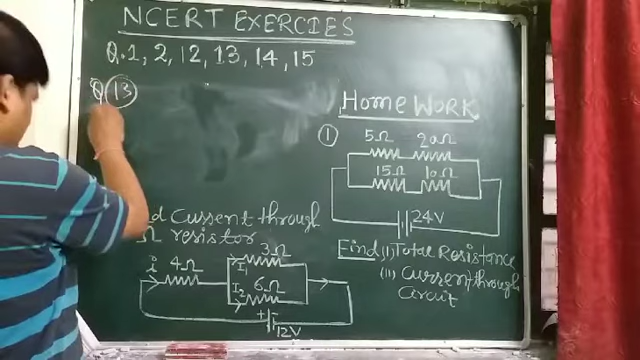 NCERT EXERCIES
Q.1, 2, 12, 13, 14, 15
Q 13
Home WORK
①
5Ω 20Ω
15Ω 10Ω
24V
Find (i) Total Resistance
(ii) Current through
Circuit
d Current through
Ω resistor
i 4Ω I₁ 3Ω
I₂ 6Ω
+ -
12V